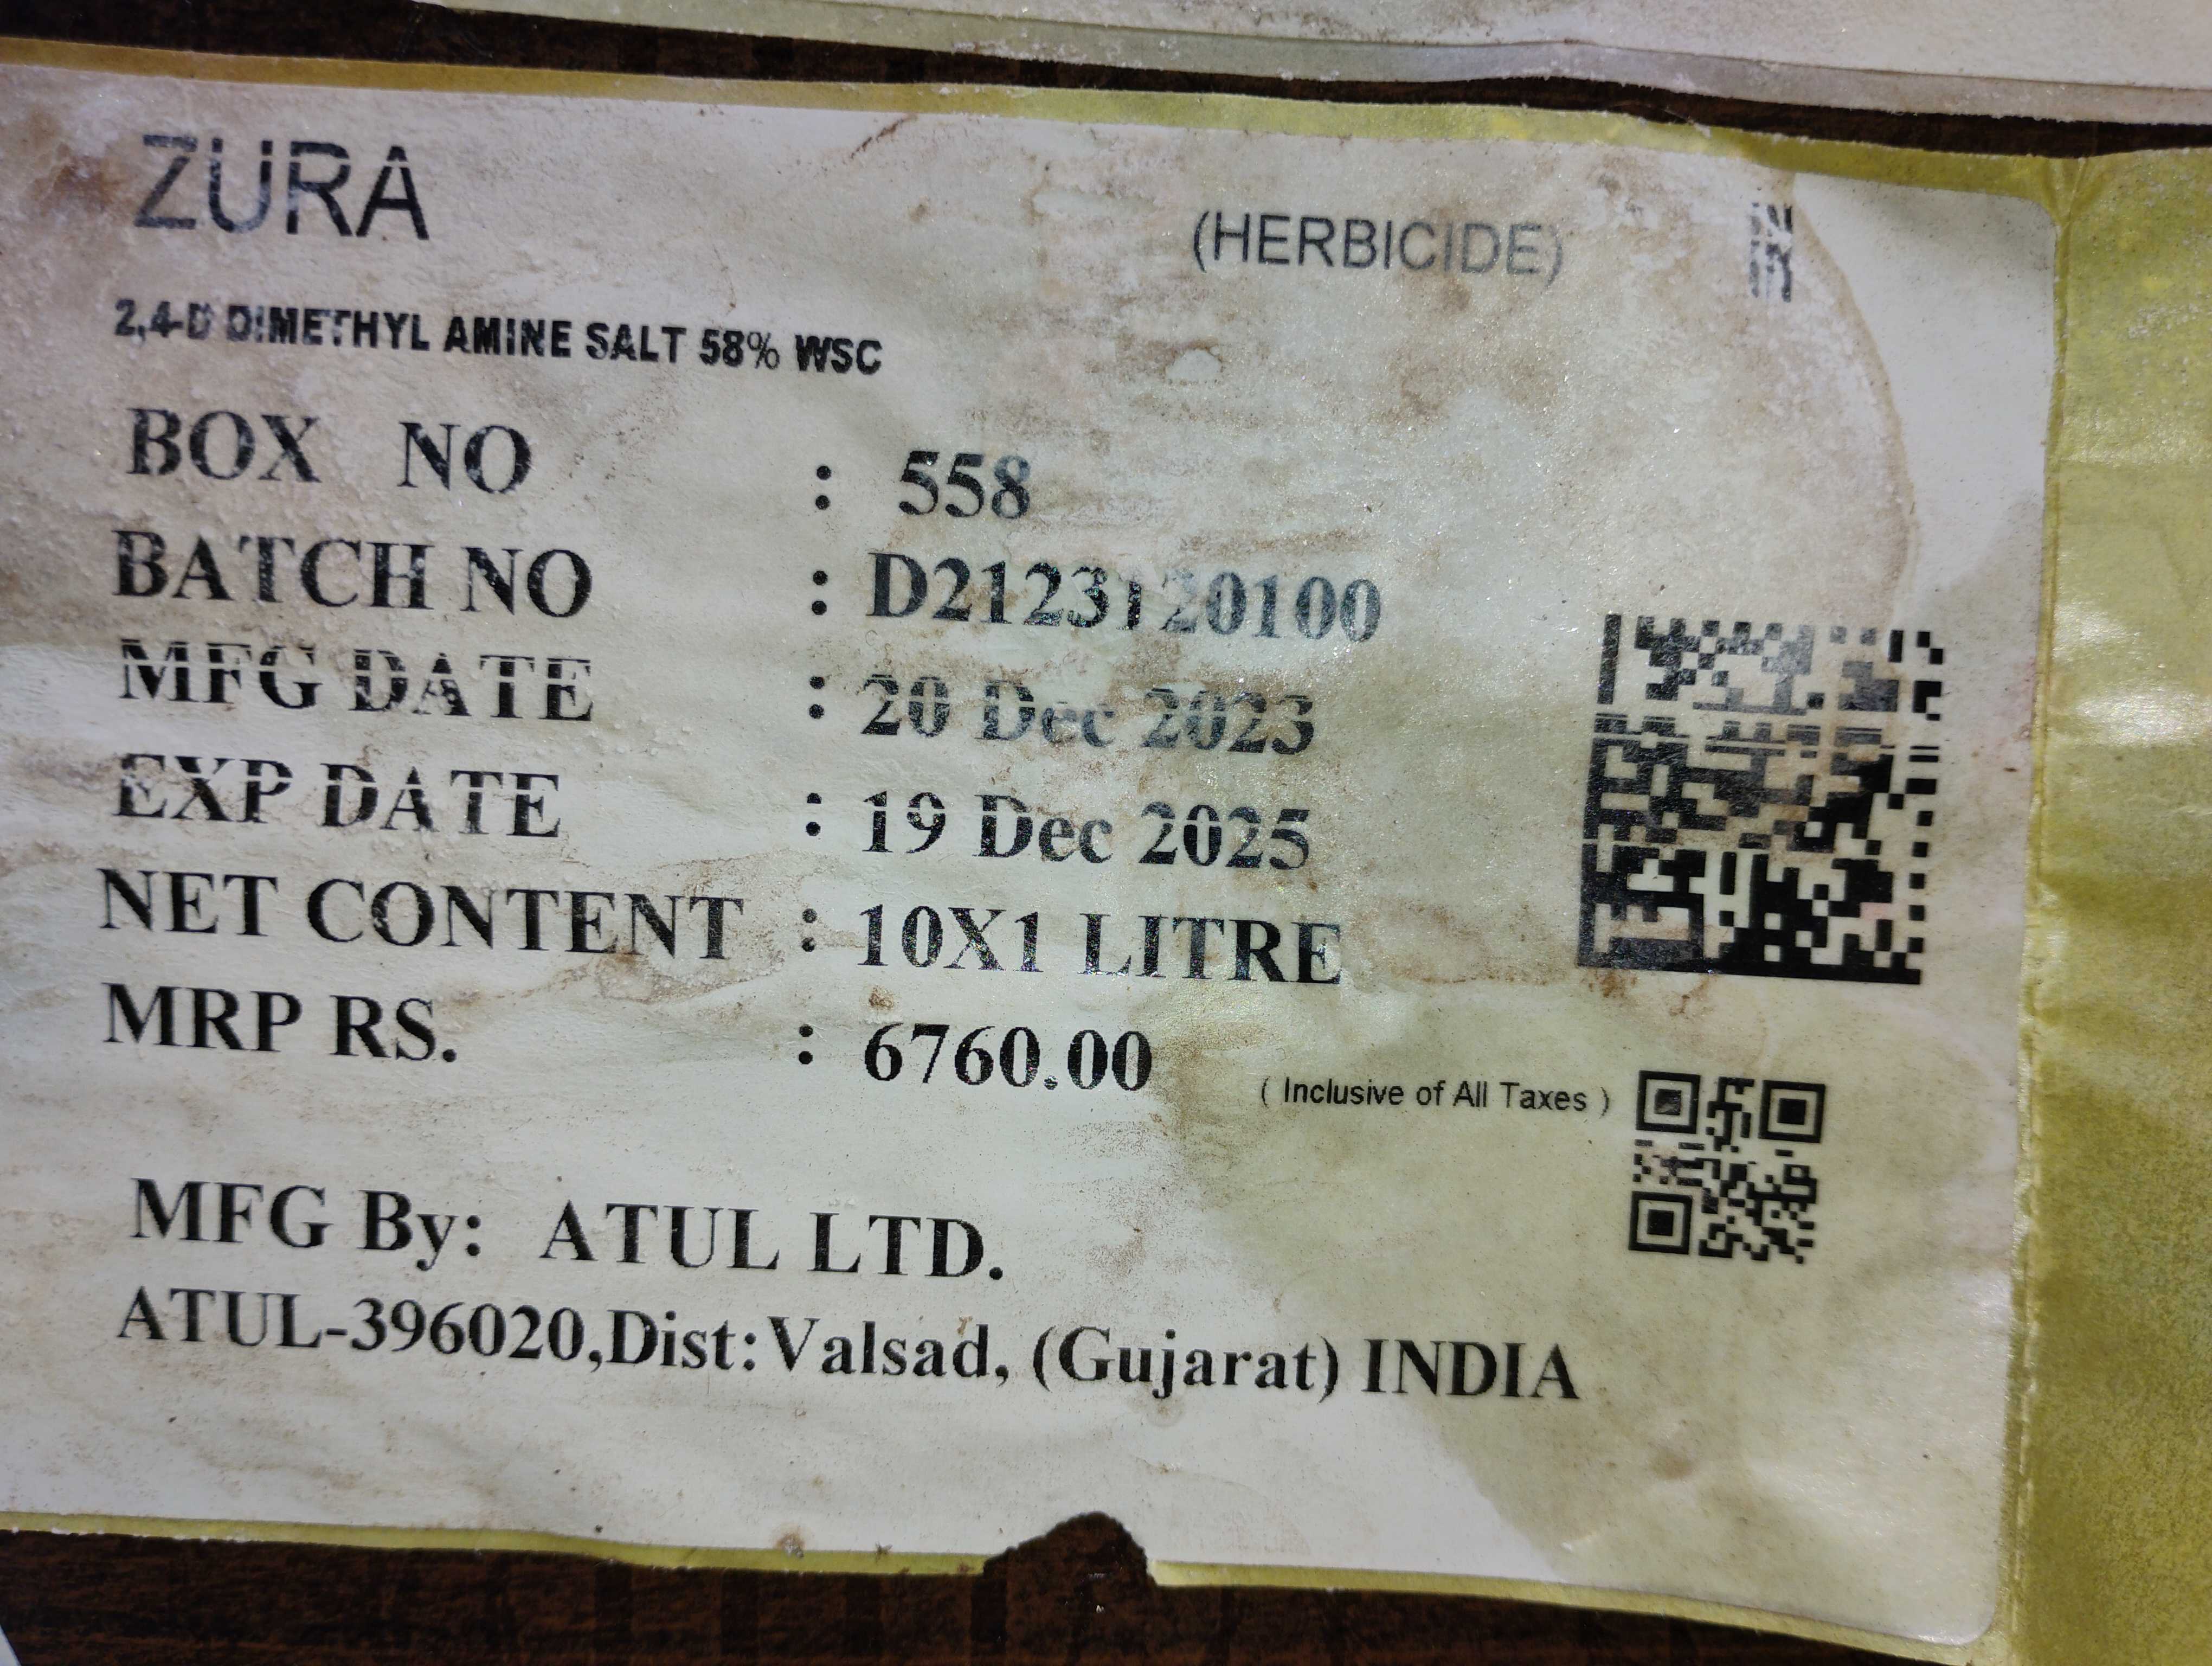 ZURA
(HERBICIDE)
2,4-D DIMETHYL AMINE SALT 58% WSC
BOX NO : 558
BATCH NO : D2123120100
MFG DATE : 20 Dec 2023
EXP DATE : 19 Dec 2025
NET CONTENT : 10X1 LITRE
MRP RS. : 6760.00
( Inclusive of All Taxes )
MFG By: ATUL LTD.
ATUL-396020,Dist:Valsad, (Gujarat) INDIA